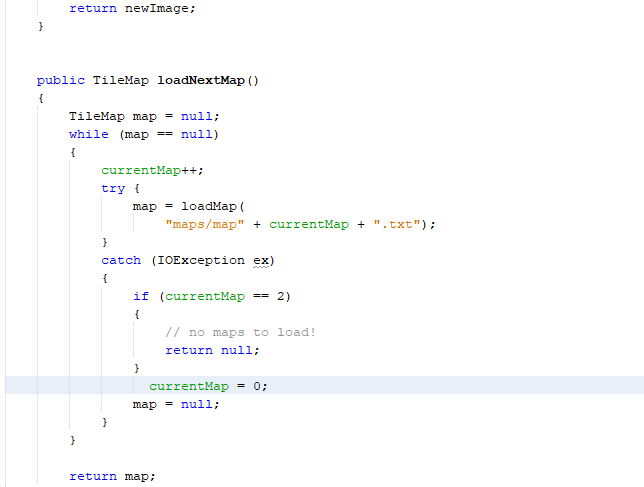 return newImage;
}
public TileMap loadNextMap()
{
TileMap map = null;
while (map == null)
{
currentMap++;
try {
map = loadMap(
"maps/map" + currentMap + ".txt");
}
catch (IOException ex)
{
if (currentMap == 2)
{
// no maps to load!
return null;
}
currentMap = 0;
map = null;
}
}
return map;